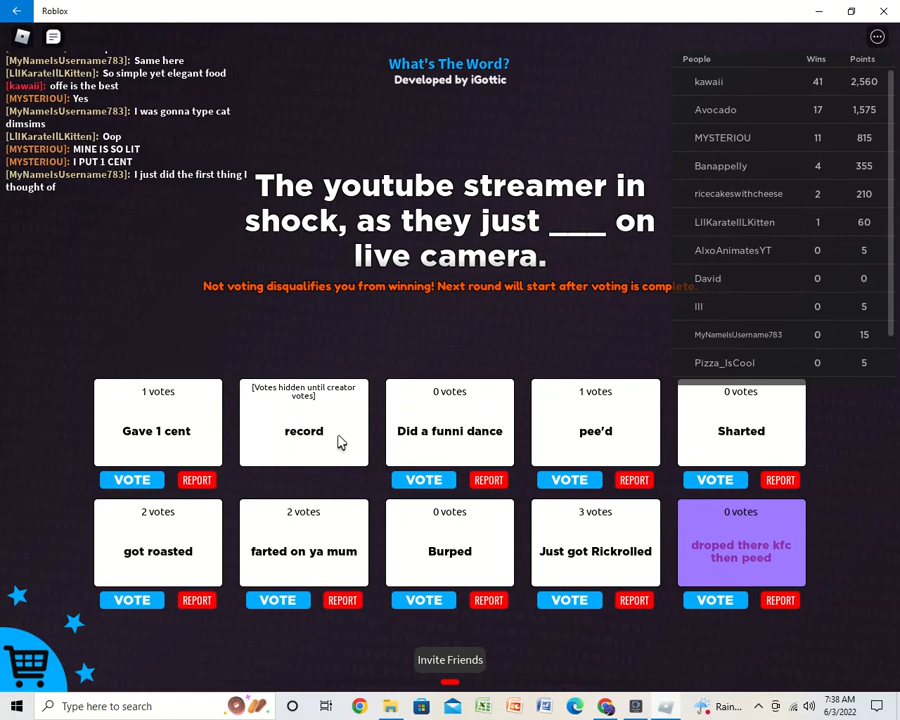 Roblox
[MyNameIsUsername783]: Same here
[LlIKarateIlLKitten]: So simple yet elegant food
[kawaii]: offe is the best
[MYSTERIOU]: Yes
[MyNameIsUsername783]: I was gonna type cat
dimsims
[LlIKarateIlLKitten]: Oop
[MYSTERIOU]: MINE IS SO LIT
[MYSTERIOU]: I PUT 1 CENT
[MyNameIsUsername783]: I just did the first thing I
thought of
What's The Word?
Developed by iGottic
People Wins Points
kawaii 41 2,560
Avocado 17 1,575
MYSTERIOU 11 815
Banappelly 4 355
ricecakeswithcheese 2 210
LlIKarateIlLKitten 1 60
AlxoAnimatesYT 0 5
David 0 0
lll 0 5
MyNameIsUsername783 0 15
Pizza_IsCool 0 5
The youtube streamer in
shock, as they just ___ on
live camera.
Not voting disqualifies you from winning! Next round will start after voting is complete.
1 votes
Gave 1 cent
VOTE REPORT
[Votes hidden until creator
votes]
record
0 votes
Did a funni dance
VOTE REPORT
1 votes
pee'd
VOTE REPORT
0 votes
Sharted
VOTE REPORT
2 votes
got roasted
VOTE REPORT
2 votes
farted on ya mum
VOTE REPORT
0 votes
Burped
VOTE REPORT
3 votes
Just got Rickrolled
VOTE REPORT
0 votes
droped there kfc
then peed
VOTE REPORT
Invite Friends
Type here to search
Rain...
7:38 AM
6/3/2022